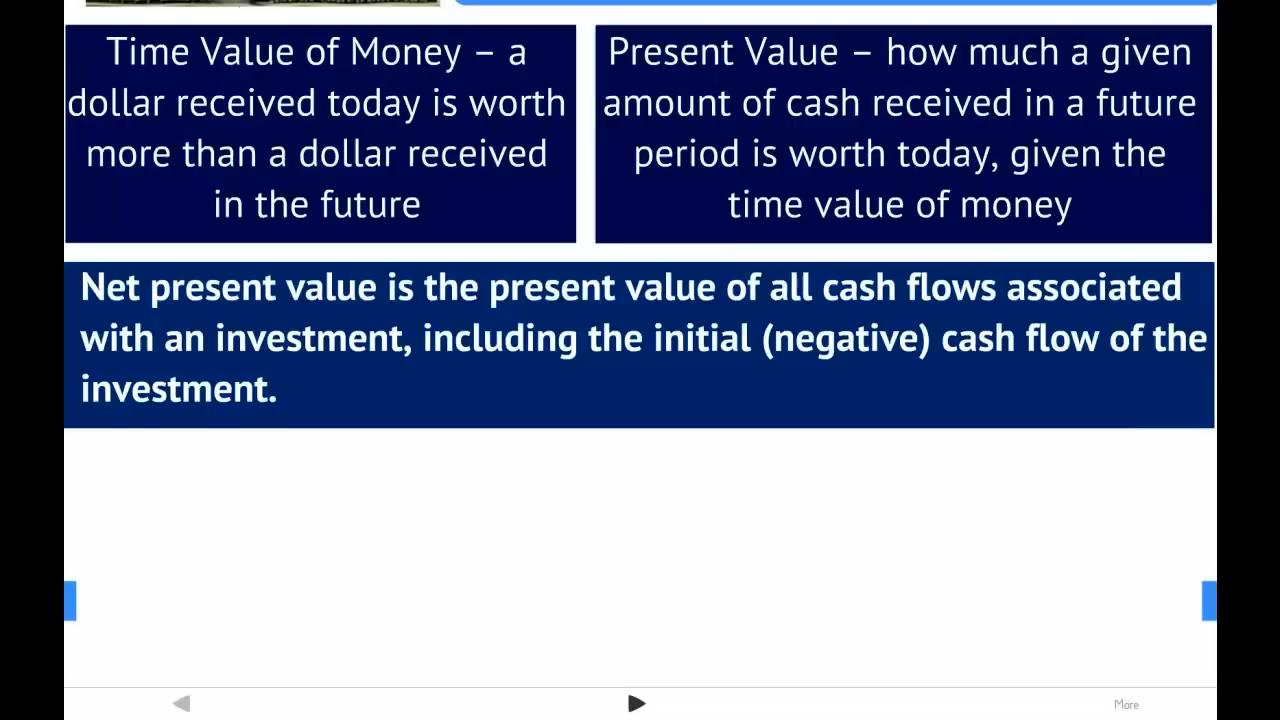 Time Value of Money – a
dollar received today is worth
more than a dollar received
in the future
Present Value – how much a given
amount of cash received in a future
period is worth today, given the
time value of money
Net present value is the present value of all cash flows associated
with an investment, including the initial (negative) cash flow of the
investment.
More